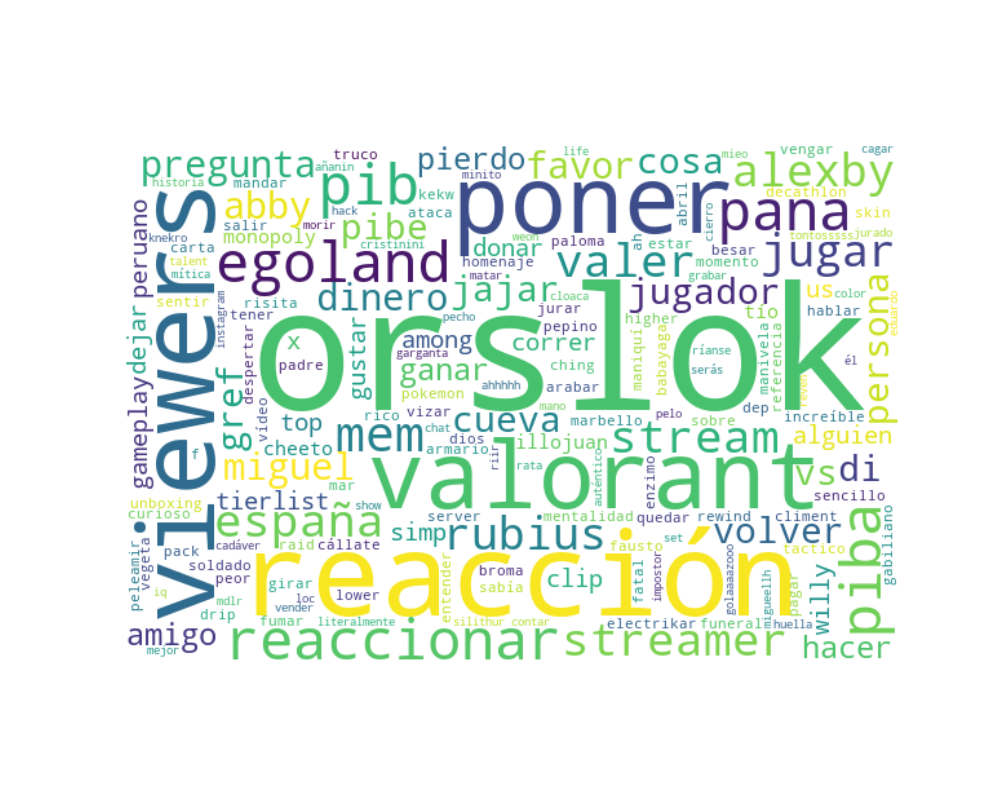 truco
pierdo
life
vengar
cagar
pregunta
añanin
favor
cosa
mieo
alexby
historia
mandar
pib
kekw
minito
poner
abril
decathlon
viewers
abby
hack
ataca
pana
skin
peruano
salir
morir
pibe
donar
weoh
paloma
ah
estar
cierro
besar
tontosssss
jurado
knekro
carta
monopoly
cristinini
homenaje
jugar
talent
egoland
matar
valer
momento
mítica
jajar
grabar
us
color
sentir
risita
dinero
cloaca
jugador
persona
eduardo
dejar
instagram
tener
orslok
pecho
jurar
higher
tío
hablar
gustar
among
pepino
correr
maniquí
babayaga
manivela
referencia
x
garganta
ríanse
él
despertar
padre
ganar
ching
serás
reven
gref
pokemon
ahhhhh
arabar
rico
vizar
mano
pelo
dep
increíble
gameplay
video
top
chat
cueva
marbello
sobre
f
cheeto
mem
dios
illojuan
stream
alguien
armario
riir
miguel
rata
auténtico
enzimo
vs
di
mar
valorant
sencillo
unboxing
tierlist
show
curioso
españa
server
mentalidad
quedar
rewind
climent
peleamir
simp
rubius
volver
gabiliano
vegeta
pack
cadáver
raid
cállate
fausto
set
tactico
piba
soldado
entender
broma
fatal
impostor
golaaaazooo
migueellh
pagar
willy
iq
peor
reacción
girar
loc
lower
sabía
clip
mdlr
drip
vender
fumar
literalmente
silithur
contar
electrikar
funeral
huella
amigo
reaccionar
streamer
hacer
mejor